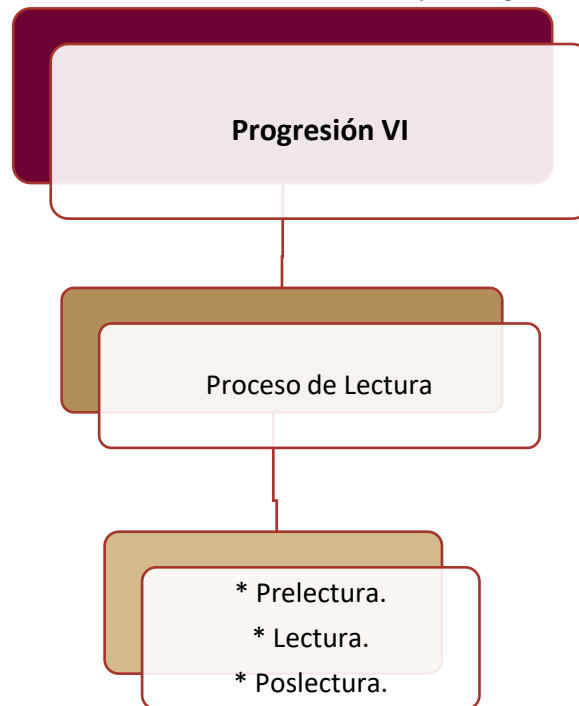 Progresión VI
Proceso de Lectura
* Prelectura.
* Lectura.
* Poslectura.